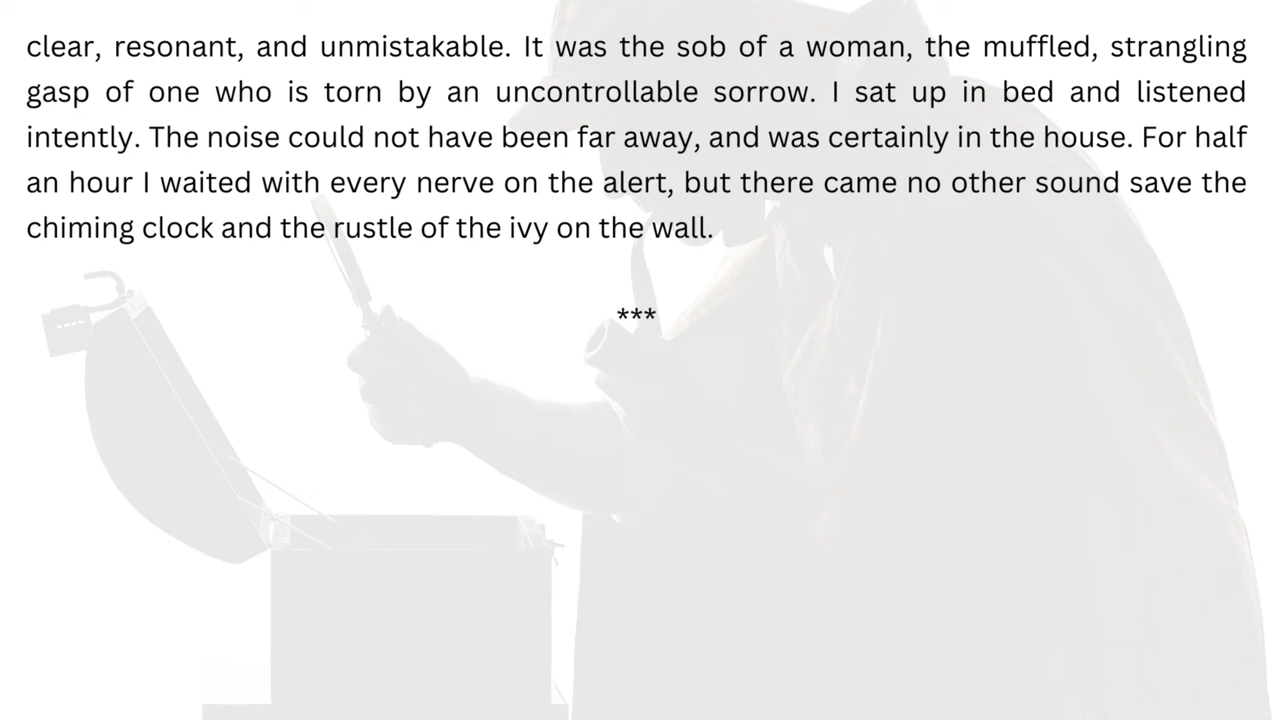 clear, resonant, and unmistakable. It was the sob of a woman, the muffled, strangling
gasp of one who is torn by an uncontrollable sorrow. I sat up in bed and listened
intently. The noise could not have been far away, and was certainly in the house. For half
an hour I waited with every nerve on the alert, but there came no other sound save the
chiming clock and the rustle of the ivy on the wall.
***